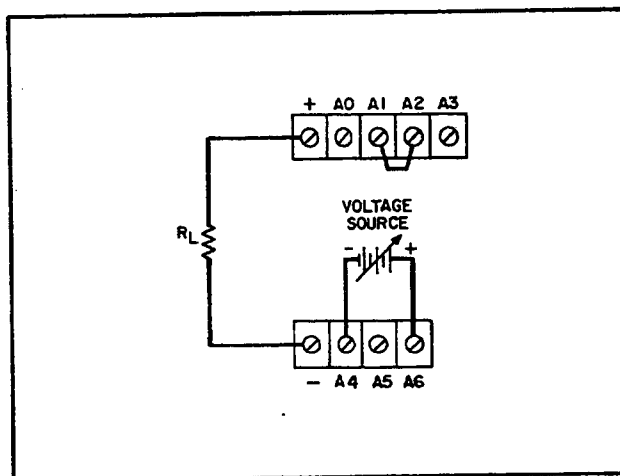 + A0 A1 A2 A3
VOLTAGE
SOURCE
- +
RL
- A4 A5 A6